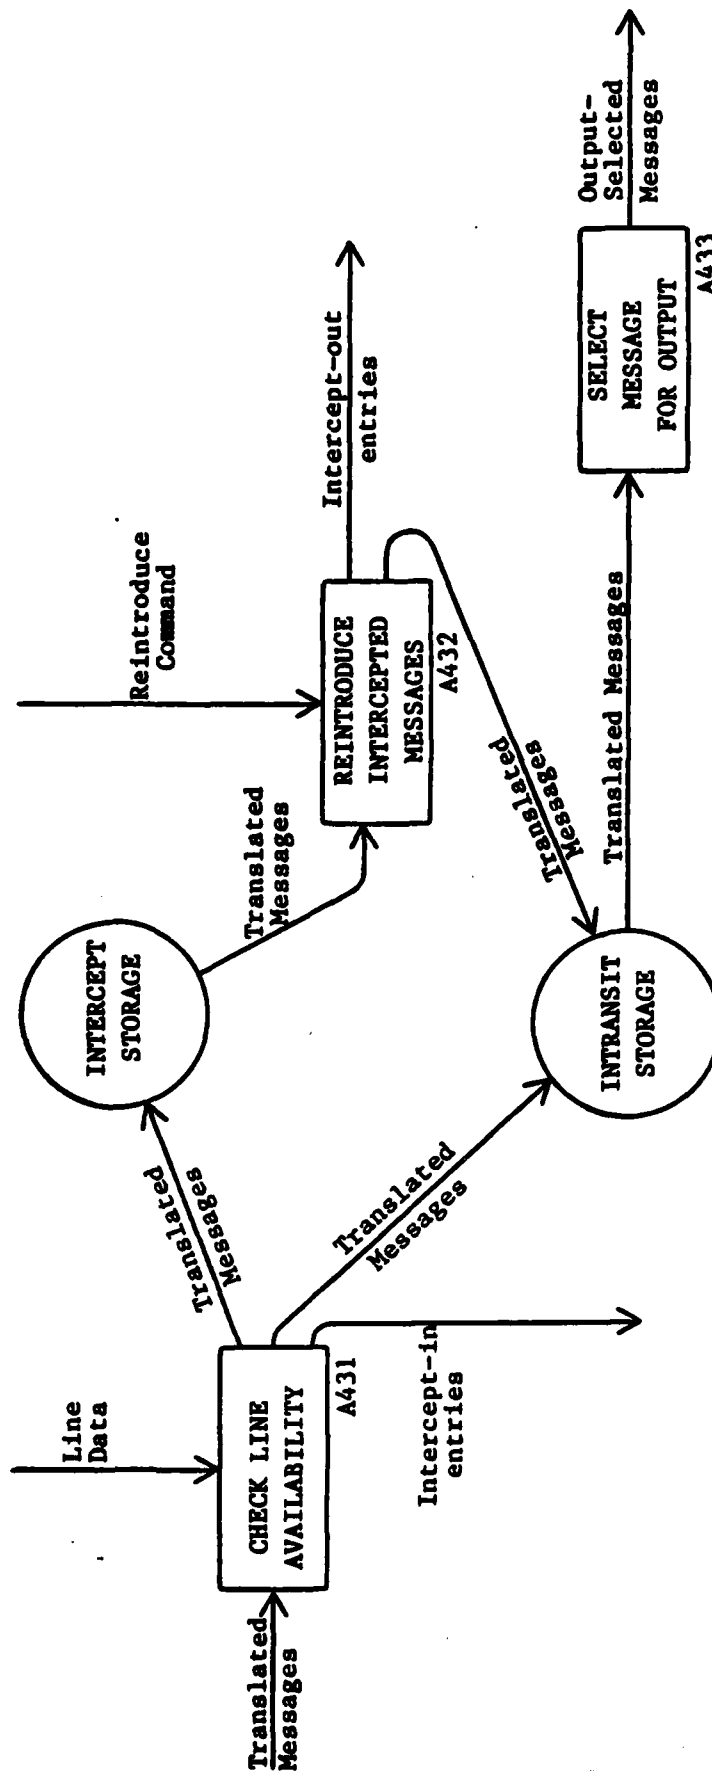 Translated
Messages
Line
Data
CHECK LINE
AVAILABILITY
A431
Intercept-in
entries
Translated
Messages
Translated
Messages
INTERCEPT
STORAGE
Translated
Messages
Reintroduce
Command
REINTRODUCE
INTERCEPTED
MESSAGES
A432
Intercept-out
entries
Translated
Messages
INTRANSIT
STORAGE
Translated Messages
SELECT
MESSAGE
FOR OUTPUT
A433
Output-
Selected
Messages